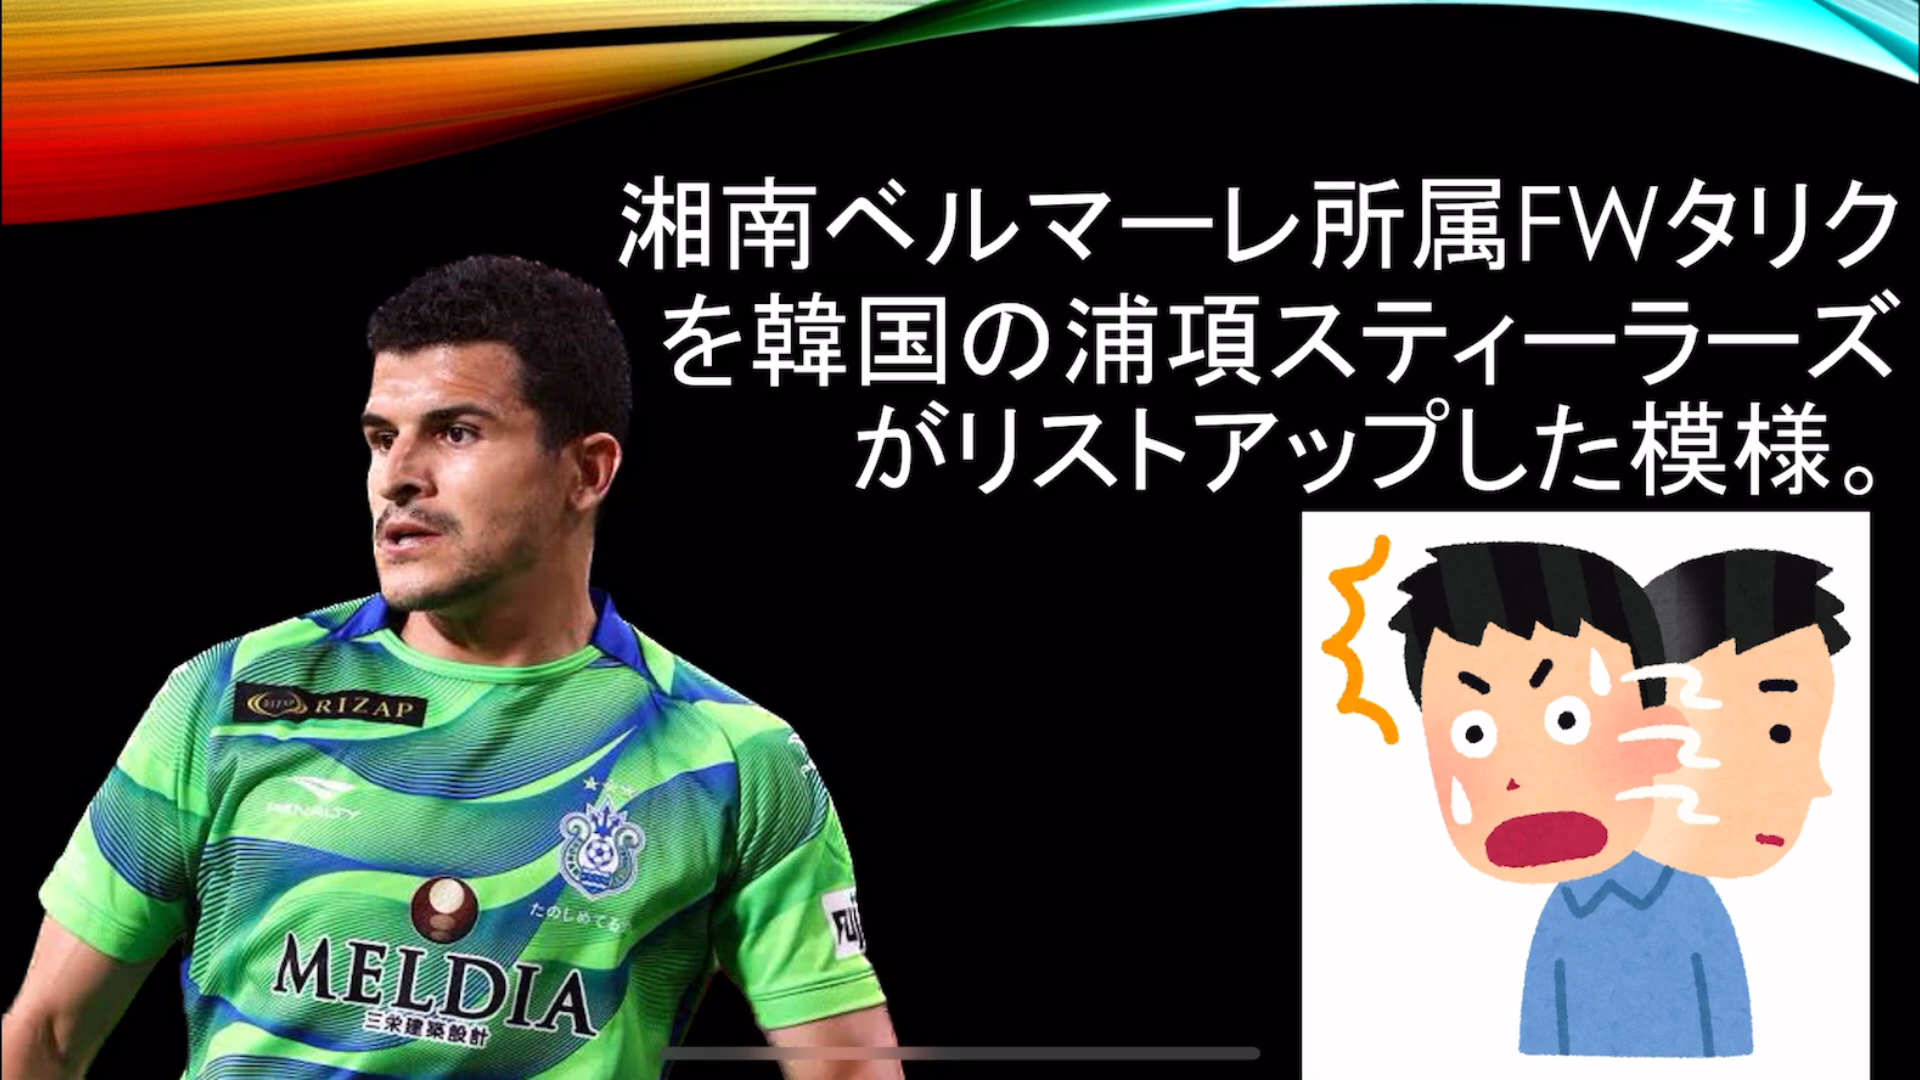 湘南ベルマーレ所属FWタリク
を韓国の浦項スティーラーズ
がリストアップした模様。
RIZAP
PENALTY
たのしめてるか
MELDIA
三栄建築設計